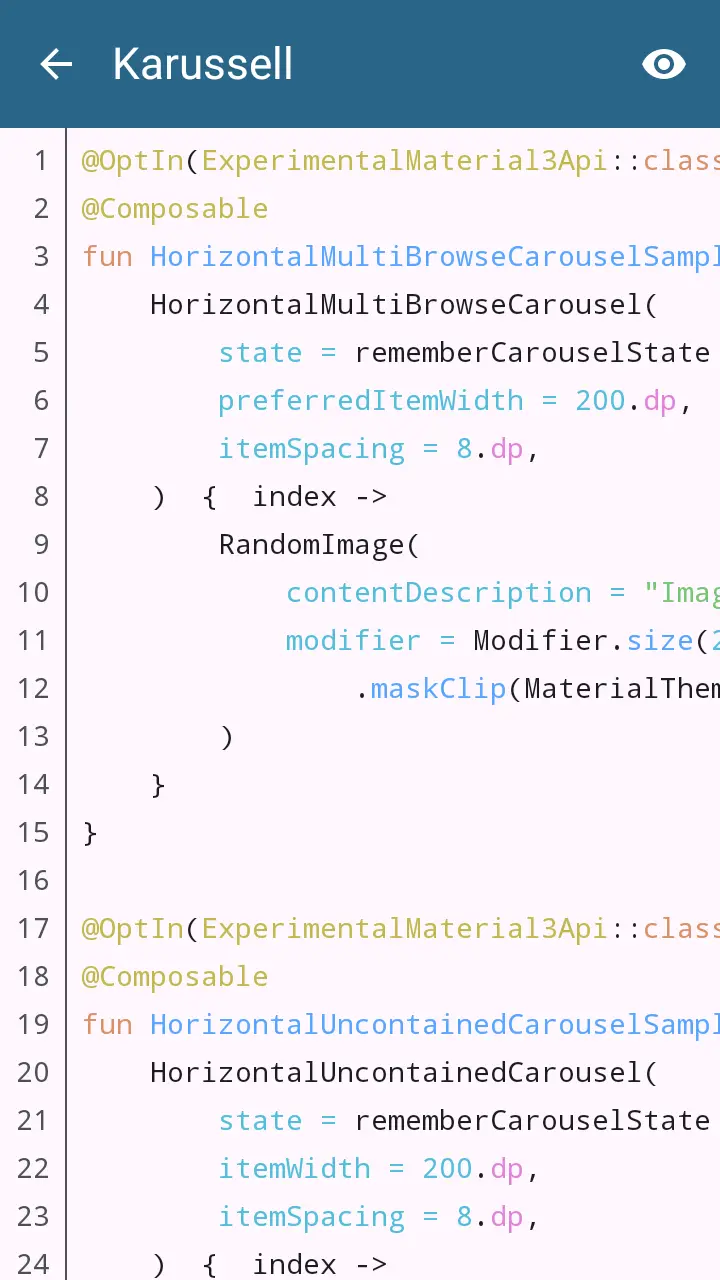 Karussell
1 @OptIn(ExperimentalMaterial3Api::class
2 @Composable
3 fun HorizontalMultiBrowseCarouselSampl
4 HorizontalMultiBrowseCarousel(
5 state = rememberCarouselState
6 preferredItemWidth = 200.dp,
7 itemSpacing = 8.dp,
8 ) { index ->
9 RandomImage(
10 contentDescription = "Imag
11 modifier = Modifier.size(2
12 .maskClip(MaterialThem
13 )
14 }
15 }
16
17 @OptIn(ExperimentalMaterial3Api::class
18 @Composable
19 fun HorizontalUncontainedCarouselSampl
20 HorizontalUncontainedCarousel(
21 state = rememberCarouselState
22 itemWidth = 200.dp,
23 itemSpacing = 8.dp,
24 ) { index ->